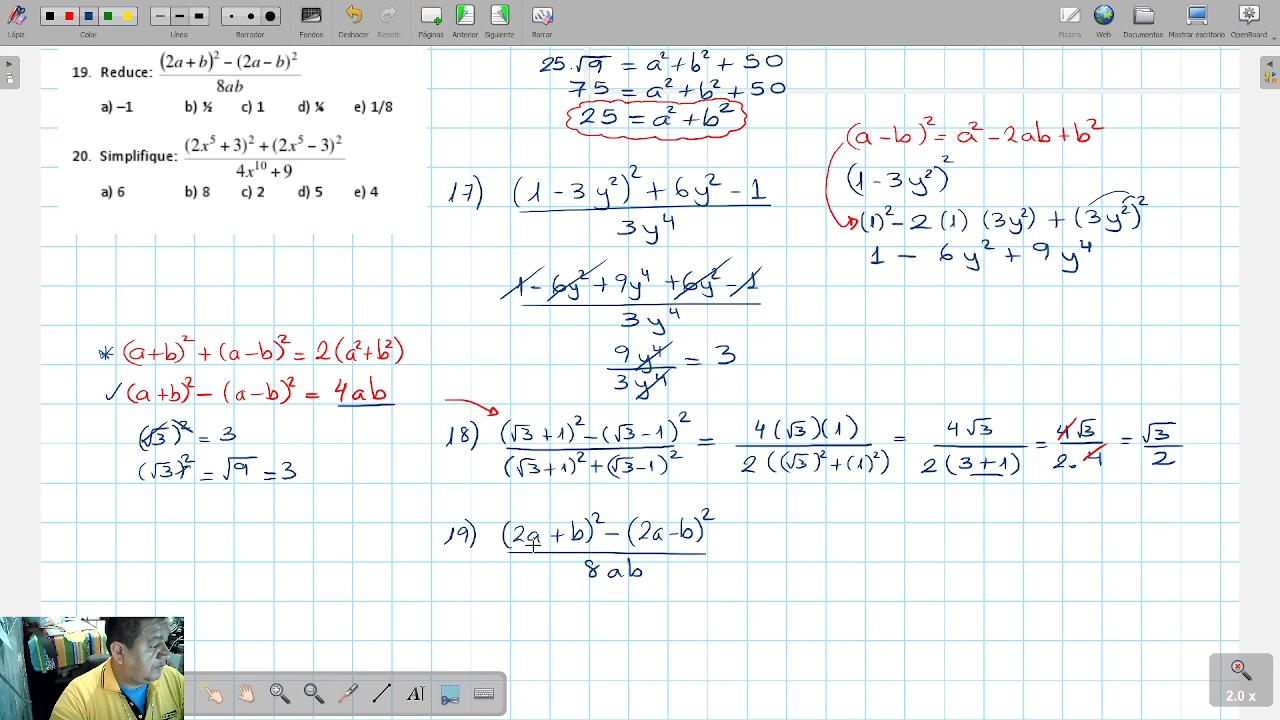 Lápiz Color Borrador Fondos Deshacer Rehacer Páginas Anterior Siguiente Borrar Pizarra Web Documents Mostrar escritorio OpenBoard
19. Reduce: (2a + b)² − (2a − b)² / 8ab
a) −1 b) ½ c) 1 d) ¼ e) 1/8
20. Simplifique: (2x⁵ + 3)² + (2x⁵ − 3)² / 4x¹⁰ + 9
a) 6 b) 8 c) 2 d) 5 e) 4
* (a+b)² + (a−b)² = 2(a²+b²)
✓ (a+b)² − (a−b)² = 4ab
(√3)² = 3
(√3)² = √9 = 3
25.√9 = a² + b² + 50
75 = a² + b² + 50
25 = a² + b²
17) (1 − 3y²)² + 6y² − 1 / 3y⁴
1 − 6y² + 9y⁴ + 6y² − 1 / 3y⁴
9y⁴ / 3y⁴ = 3
(a − b)² = a² − 2ab + b²
(1 − 3y²)²
(1)² − 2 (1) (3y²) + (3y²)²
1 − 6y² + 9y⁴
18) (√3 + 1)² − (√3 − 1)² / (√3 + 1)² + (√3 − 1)² = 4(√3)(1) / 2((√3)² + (1)²) = 4√3 / 2(3 + 1) = 4√3 / 2.4 = √3 / 2
19) (2a + b)² − (2a − b)² / 8ab
2.0 x